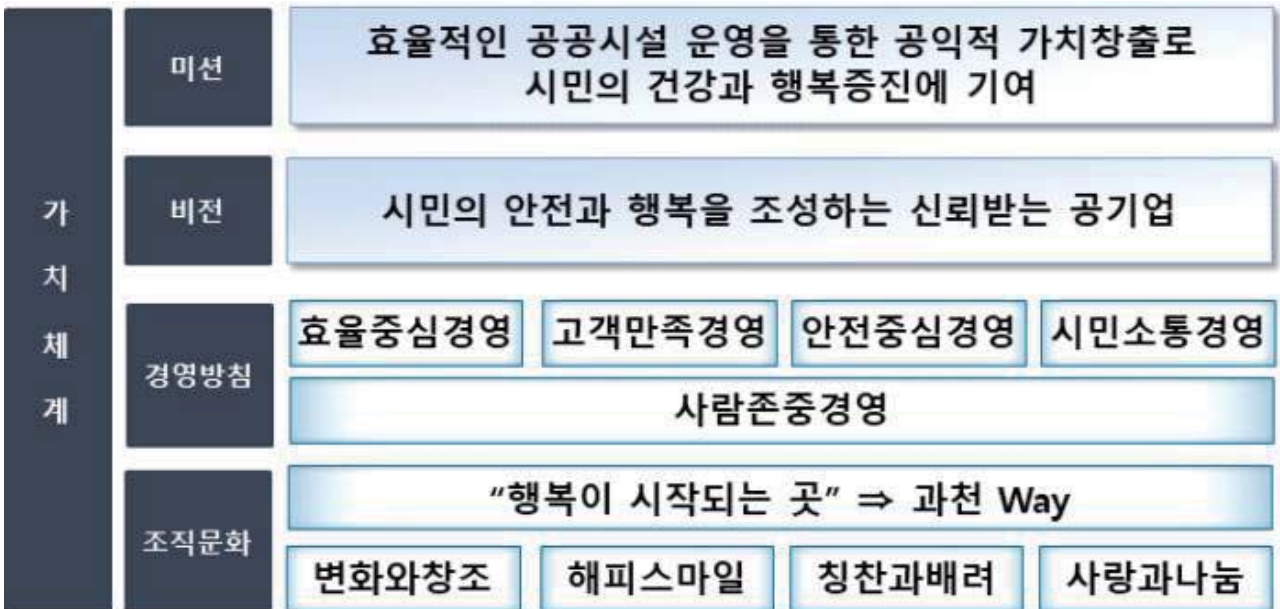 가
치
체
계
미션
효율적인 공공시설 운영을 통한 공익적 가치창출로
시민의 건강과 행복증진에 기여
비전
시민의 안전과 행복을 조성하는 신뢰받는 공기업
경영방침
효율중심경영
고객만족경영
안전중심경영
시민소통경영
사람존중경영
조직문화
“행복이 시작되는 곳” ⇒ 과천 Way
변화와창조
해피스마일
칭찬과배려
사랑과나눔